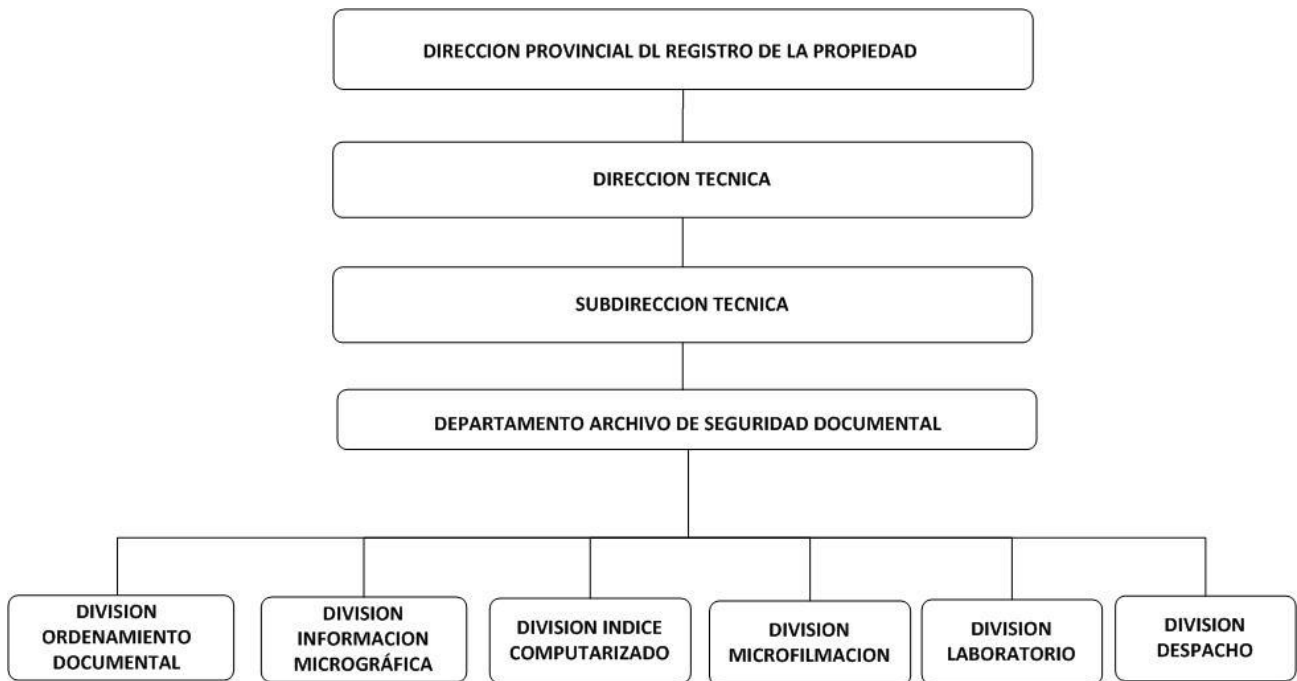 DIRECCION PROVINCIAL DL REGISTRO DE LA PROPIEDAD
DIRECCION TECNICA
SUBDIRECCION TECNICA
DEPARTAMENTO ARCHIVO DE SEGURIDAD DOCUMENTAL
DIVISION
ORDENAMIENTO
DOCUMENTAL
DIVISION
INFORMACION
MICROGRÁFICA
DIVISION INDICE
COMPUTARIZADO
DIVISION
MICROFILMACION
DIVISION
LABORATORIO
DIVISION
DESPACHO